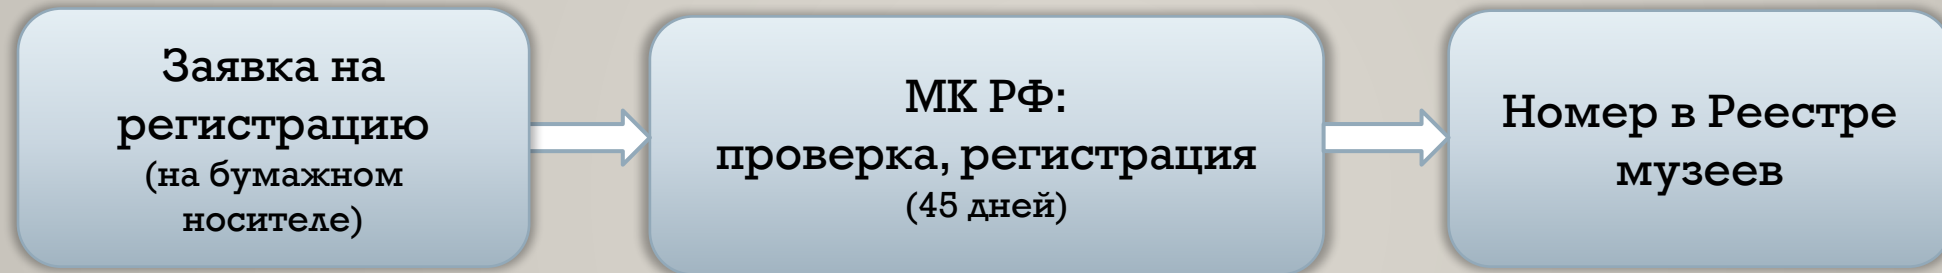 Заявка на
регистрацию
(на бумажном
носителе)
МК РФ:
проверка, регистрация
(45 дней)
Номер в Реестре
музеев